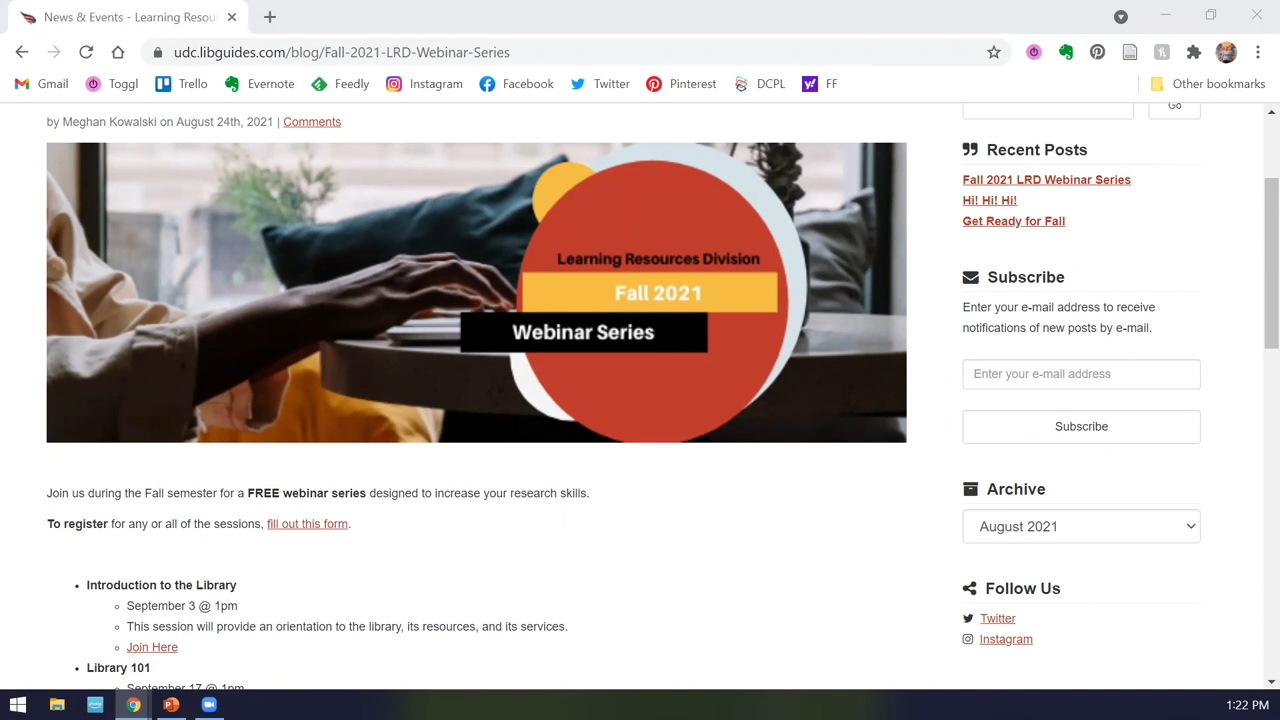 News & Events - Learning Resou
udc.libguides.com/blog/Fall-2021-LRD-Webinar-Series
Gmail
Toggl
Trello
Evernote
Feedly
Instagram
Facebook
Twitter
Pinterest
DCPL
FF
Other bookmarks
by Meghan Kowalski on August 24th, 2021 | Comments
Go
Learning Resources Division
Fall 2021
Webinar Series
Join us during the Fall semester for a FREE webinar series designed to increase your research skills.
To register for any or all of the sessions, fill out this form.
• Introduction to the Library
◦ September 3 @ 1pm
◦ This session will provide an orientation to the library, its resources, and its services.
◦ Join Here
• Library 101
◦ September 17 @ 1pm
Recent Posts
Fall 2021 LRD Webinar Series
Hi! Hi! Hi!
Get Ready for Fall
Subscribe
Enter your e-mail address to receive
notifications of new posts by e-mail.
Enter your e-mail address
Subscribe
Archive
August 2021
Follow Us
Twitter
Instagram
1:22 PM